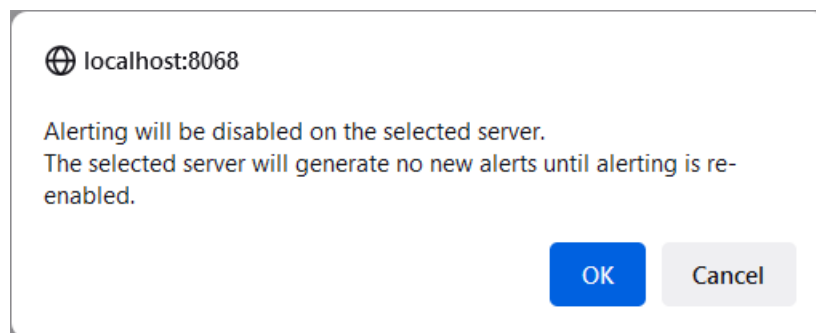 localhost:8068
Alerting will be disabled on the selected server.
The selected server will generate no new alerts until alerting is re-
enabled.
OK
Cancel